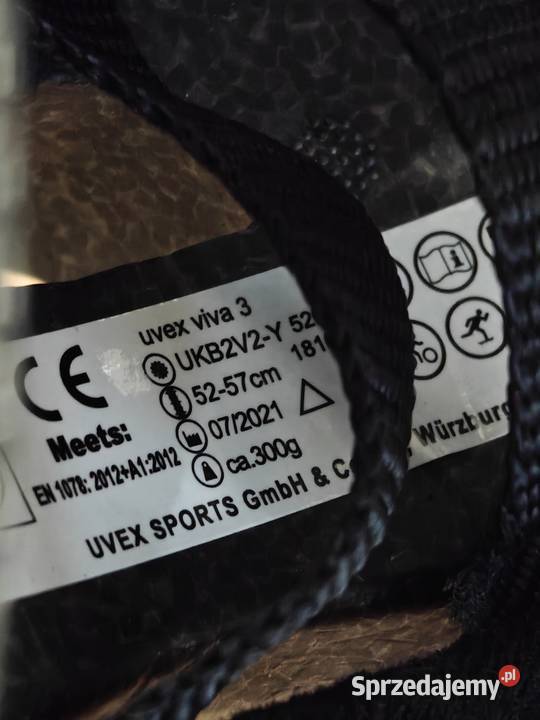 CE
uvex viva 3
UKB2V2-Y 52
181
52-57cm
Meets:
07/2021
EN 1078: 2012+A1:2012
ca.300g
UVEX SPORTS GmbH & C Würzburg
i
Sprzedajemy.pl